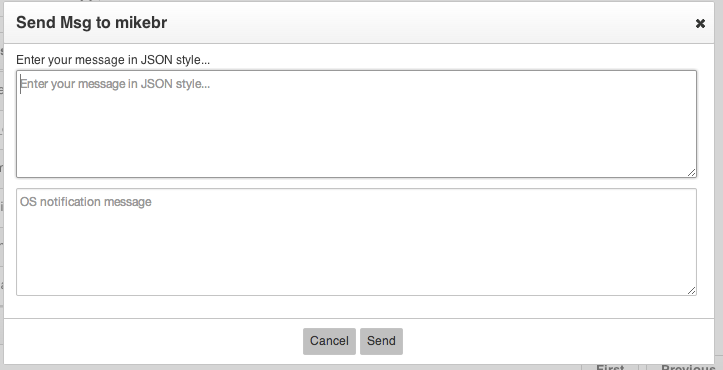 Send Msg to mikebr
Enter your message in JSON style...
Enter your message in JSON style...
OS notification message
Cancel Send
First Previous